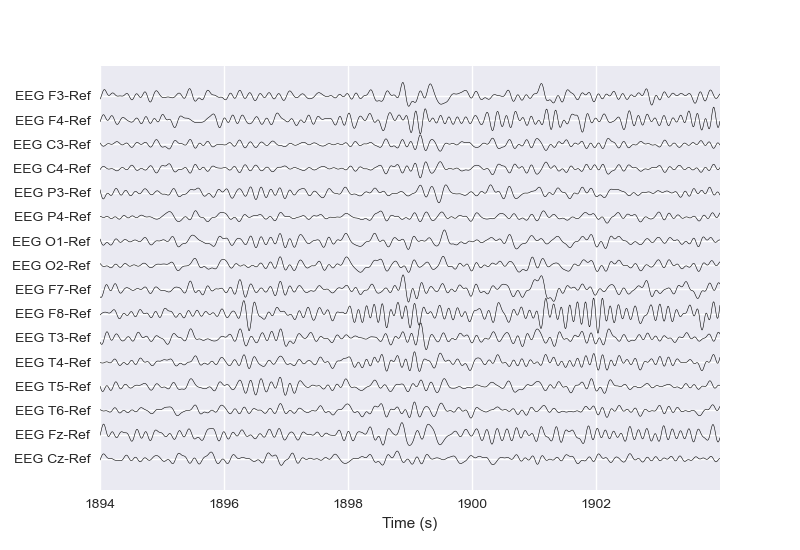 EEG F3-Ref
EEG F4-Ref
EEG C3-Ref
EEG C4-Ref
EEG P3-Ref
EEG P4-Ref
EEG O1-Ref
EEG O2-Ref
EEG F7-Ref
EEG F8-Ref
EEG T3-Ref
EEG T4-Ref
EEG T5-Ref
EEG T6-Ref
EEG Fz-Ref
EEG Cz-Ref
1894 1896 1898 1900 1902
Time (s)